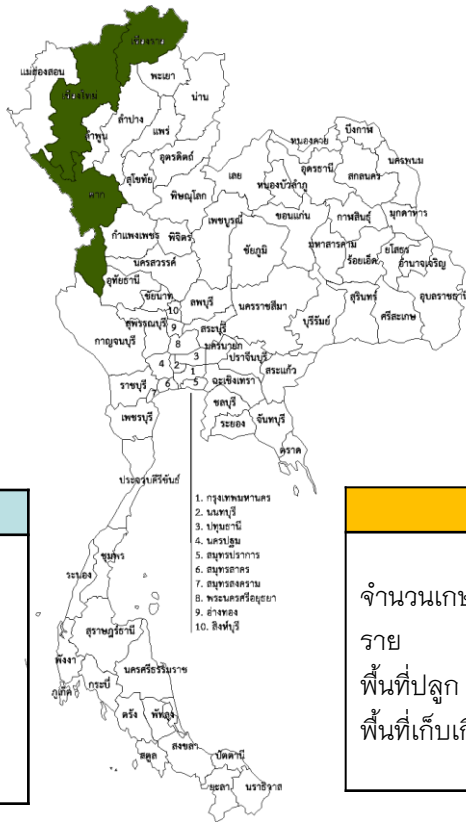 เชียงราย
แม่ฮ่องสอน
เชียงใหม่
พะเยา
น่าน
ลำปาง
ลำพูน
แพร่
อุตรดิตถ์
สุโขทัย
ตาก
พิษณุโลก
กำแพงเพชร
พิจิตร
เพชรบูรณ์
นครสวรรค์
อุทัยธานี
ชัยนาท
เลย
หนองคาย
บึงกาฬ
อุดรธานี
นครพนม
สกลนคร
หนองบัวลำภู
ขอนแก่น
กาฬสินธุ์
มุกดาหาร
ชัยภูมิ
มหาสารคาม
ร้อยเอ็ด
ยโสธร
อำนาจเจริญ
อุบลราชธานี
สุรินทร์
ศรีสะเกษ
บุรีรัมย์
นครราชสีมา
ลพบุรี
10
สุพรรณบุรี
9
สระบุรี
8
นครนายก
กาญจนบุรี
3
ปราจีนบุรี
4
2
1
สระแก้ว
ราชบุรี
6
5
ฉะเชิงเทรา
7
ชลบุรี
เพชรบุรี
ระยอง
จันทบุรี
ตราด
ประจวบคีรีขันธ์
1. กรุงเทพมหานคร
2. นนทบุรี
3. ปทุมธานี
4. นครปฐม
5. สมุทรปราการ
6. สมุทรสาคร
7. สมุทรสงคราม
8. พระนครศรีอยุธยา
9. อ่างทอง
10. สิงห์บุรี
ชุมพร
ระนอง
สุราษฎร์ธานี
พังงา
นครศรีธรรมราช
ภูเก็ต
กระบี่
ตรัง
พัทลุง
สตูล
สงขลา
ปัตตานี
ยะลา
นราธิวาส
จำนวนเกษ
ราย
พื้นที่ปลูก
พื้นที่เก็บเกี